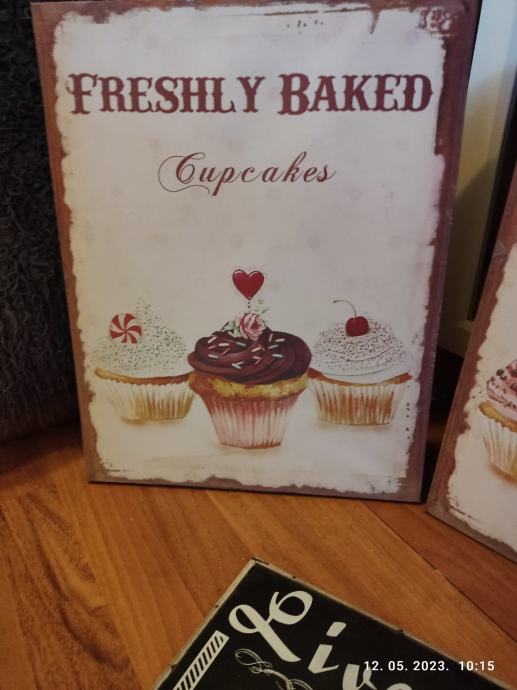 FRESHLY BAKED
Cupcakes
12. 05. 2023. 10:15